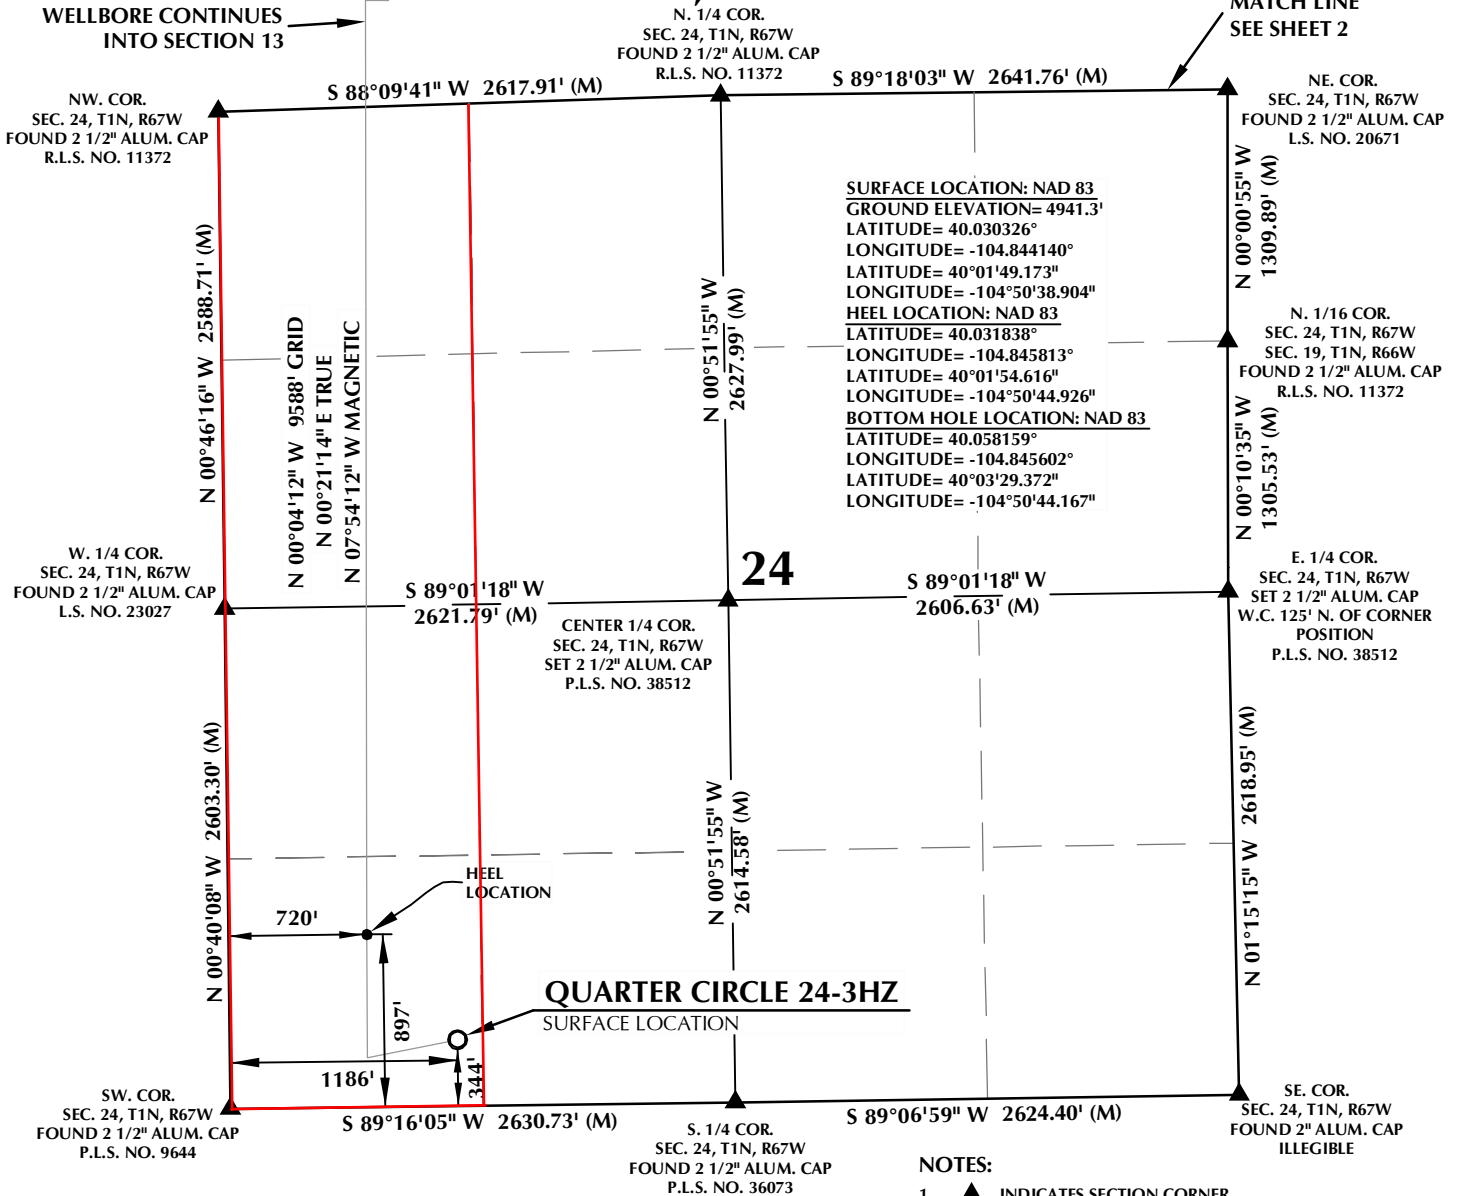 WELLBORE CONTINUES
INTO SECTION 13
N. 1/4 COR.
SEC. 24, T1N, R67W
FOUND 2 1/2" ALUM. CAP
R.L.S. NO. 11372
MATCH LINE
SEE SHEET 2
NW. COR.
SEC. 24, T1N, R67W
FOUND 2 1/2" ALUM. CAP
R.L.S. NO. 11372
S 88°09'41" W 2617.91' (M)
S 89°18'03" W 2641.76' (M)
NE. COR.
SEC. 24, T1N, R67W
FOUND 2 1/2" ALUM. CAP
L.S. NO. 20671
N 00°46'16" W 2588.71' (M)
N 00°04'12" W 9588' GRID
N 00°21'14" E TRUE
N 07°54'12" W MAGNETIC
N 00°51'55" W
2627.99' (M)
SURFACE LOCATION: NAD 83
GROUND ELEVATION= 4941.3'
LATITUDE= 40.030326°
LONGITUDE= -104.844140°
LATITUDE= 40°01'49.173"
LONGITUDE= -104°50'38.904"
HEEL LOCATION: NAD 83
LATITUDE= 40.031838°
LONGITUDE= -104.845813°
LATITUDE= 40°01'54.616"
LONGITUDE= -104°50'44.926"
BOTTOM HOLE LOCATION: NAD 83
LATITUDE= 40.058159°
LONGITUDE= -104.845602°
LATITUDE= 40°03'29.372"
LONGITUDE= -104°50'44.167"
N 00°00'55" W
1309.89' (M)
N. 1/16 COR.
SEC. 24, T1N, R67W
SEC. 19, T1N, R66W
FOUND 2 1/2" ALUM. CAP
R.L.S. NO. 11372
N 00°10'35" W
1305.53' (M)
W. 1/4 COR.
SEC. 24, T1N, R67W
FOUND 2 1/2" ALUM. CAP
L.S. NO. 23027
S 89°01'18" W
2621.79' (M)
24
CENTER 1/4 COR.
SEC. 24, T1N, R67W
SET 2 1/2" ALUM. CAP
P.L.S. NO. 38512
S 89°01'18" W
2606.63' (M)
E. 1/4 COR.
SEC. 24, T1N, R67W
SET 2 1/2" ALUM. CAP
W.C. 125' N. OF CORNER
POSITION
P.L.S. NO. 38512
N 00°40'08" W 2603.30' (M)
N 00°51'55" W
2614.58' (M)
N 01°15'15" W 2618.95' (M)
HEEL
LOCATION
720'
897'
QUARTER CIRCLE 24-3HZ
SURFACE LOCATION
1186'
344'
SW. COR.
SEC. 24, T1N, R67W
FOUND 2 1/2" ALUM. CAP
P.L.S. NO. 9644
S 89°16'05" W 2630.73' (M)
S. 1/4 COR.
SEC. 24, T1N, R67W
FOUND 2 1/2" ALUM. CAP
P.L.S. NO. 36073
S 89°06'59" W 2624.40' (M)
SE. COR.
SEC. 24, T1N, R67W
FOUND 2" ALUM. CAP
ILLEGIBLE
NOTES:
1. INDICATES SECTION CORNER